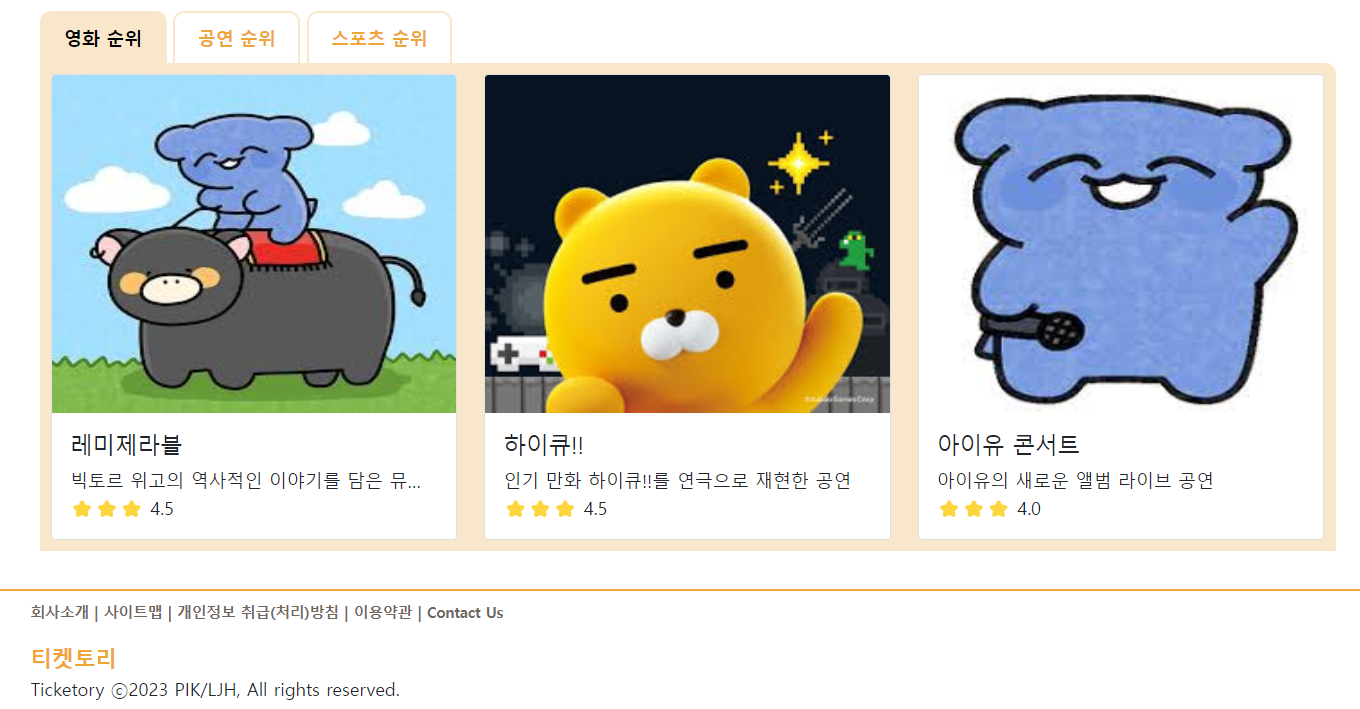 영화 순위
공연 순위
스포츠 순위
©KakaoGames Corp.
레미제라블
빅토르 위고의 역사적인 이야기를 담은 뮤...
4.5
하이큐!!
인기 만화 하이큐!!를 연극으로 재현한 공연
4.5
아이유 콘서트
아이유의 새로운 앨범 라이브 공연
4.0
회사소개 | 사이트맵 | 개인정보 취급(처리)방침 | 이용약관 | Contact Us
티켓토리
Ticketory ⓒ2023 PIK/LJH, All rights reserved.